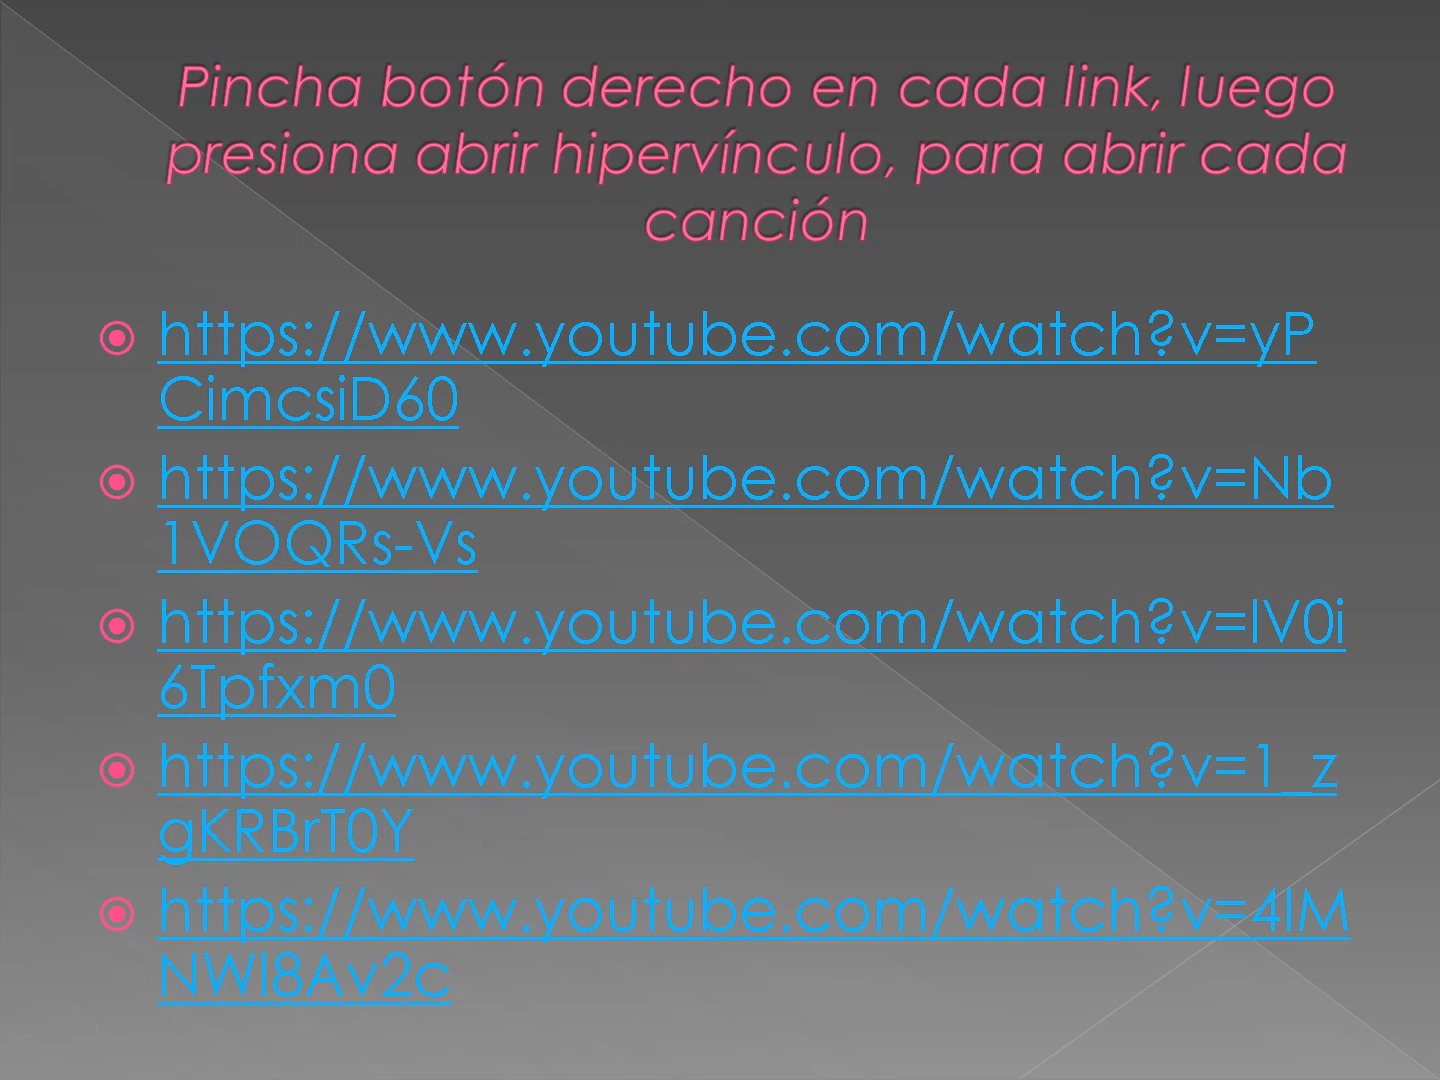 Pincha botón derecho en cada link, luego
presiona abrir hipervínculo, para abrir cada
canción
https://www.youtube.com/watch?v=yP
CimcsiD60
https://www.youtube.com/watch?v=Nb
1VOQRs-Vs
https://www.youtube.com/watch?v=lV0i
6Tpfxm0
https://www.youtube.com/watch?v=1_z
gKRBrT0Y
https://www.youtube.com/watch?v=4lM
NWl8Av2c